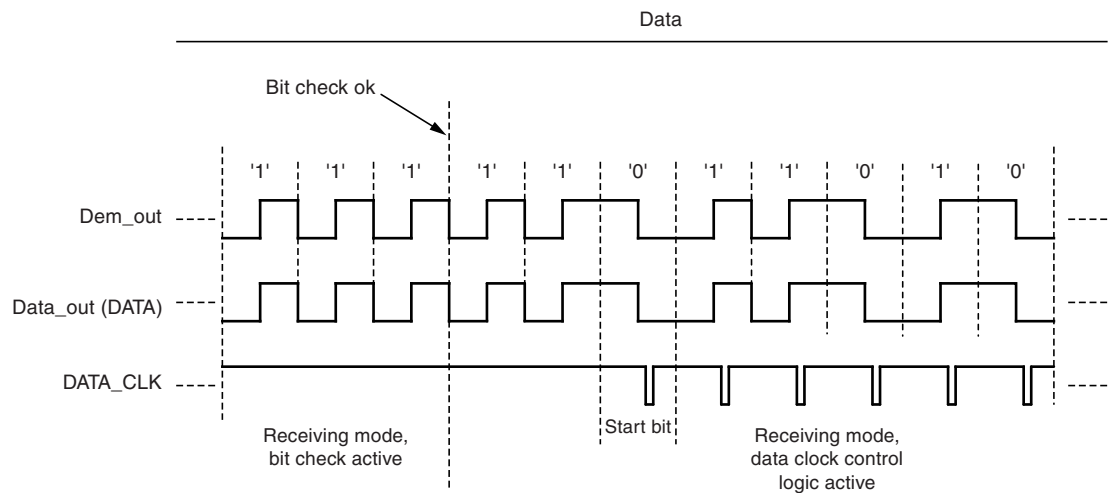 Data
Bit check ok
'1' '1' '1' '1' '1' '0' '1' '1' '0' '1' '0'
Dem_out
Data_out (DATA)
DATA_CLK
Start bit
Receiving mode,
bit check active
Receiving mode,
data clock control
logic active